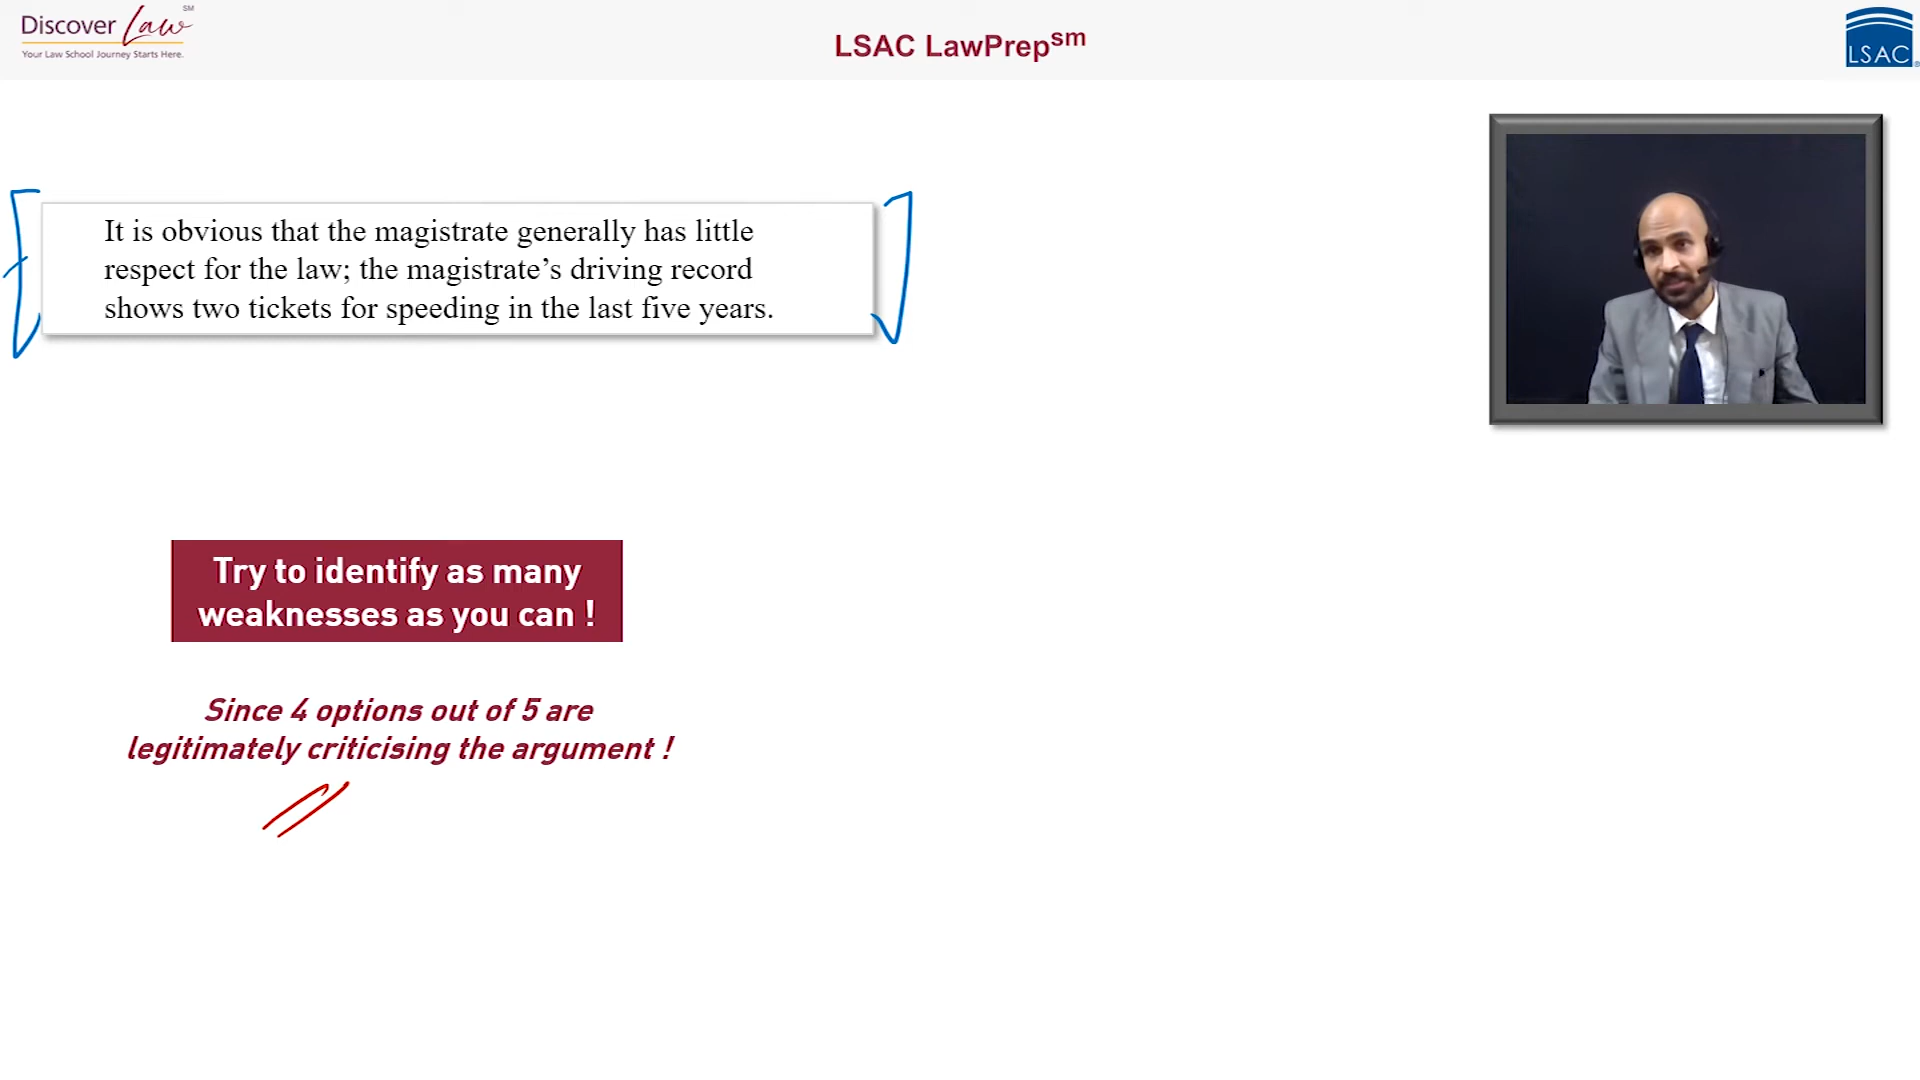 Discover Law SM
Your Law School Journey Starts Here.
LSAC LawPrepsm
LSAC®
It is obvious that the magistrate generally has little
respect for the law; the magistrate’s driving record
shows two tickets for speeding in the last five years.
Try to identify as many
weaknesses as you can !
Since 4 options out of 5 are
legitimately criticising the argument !